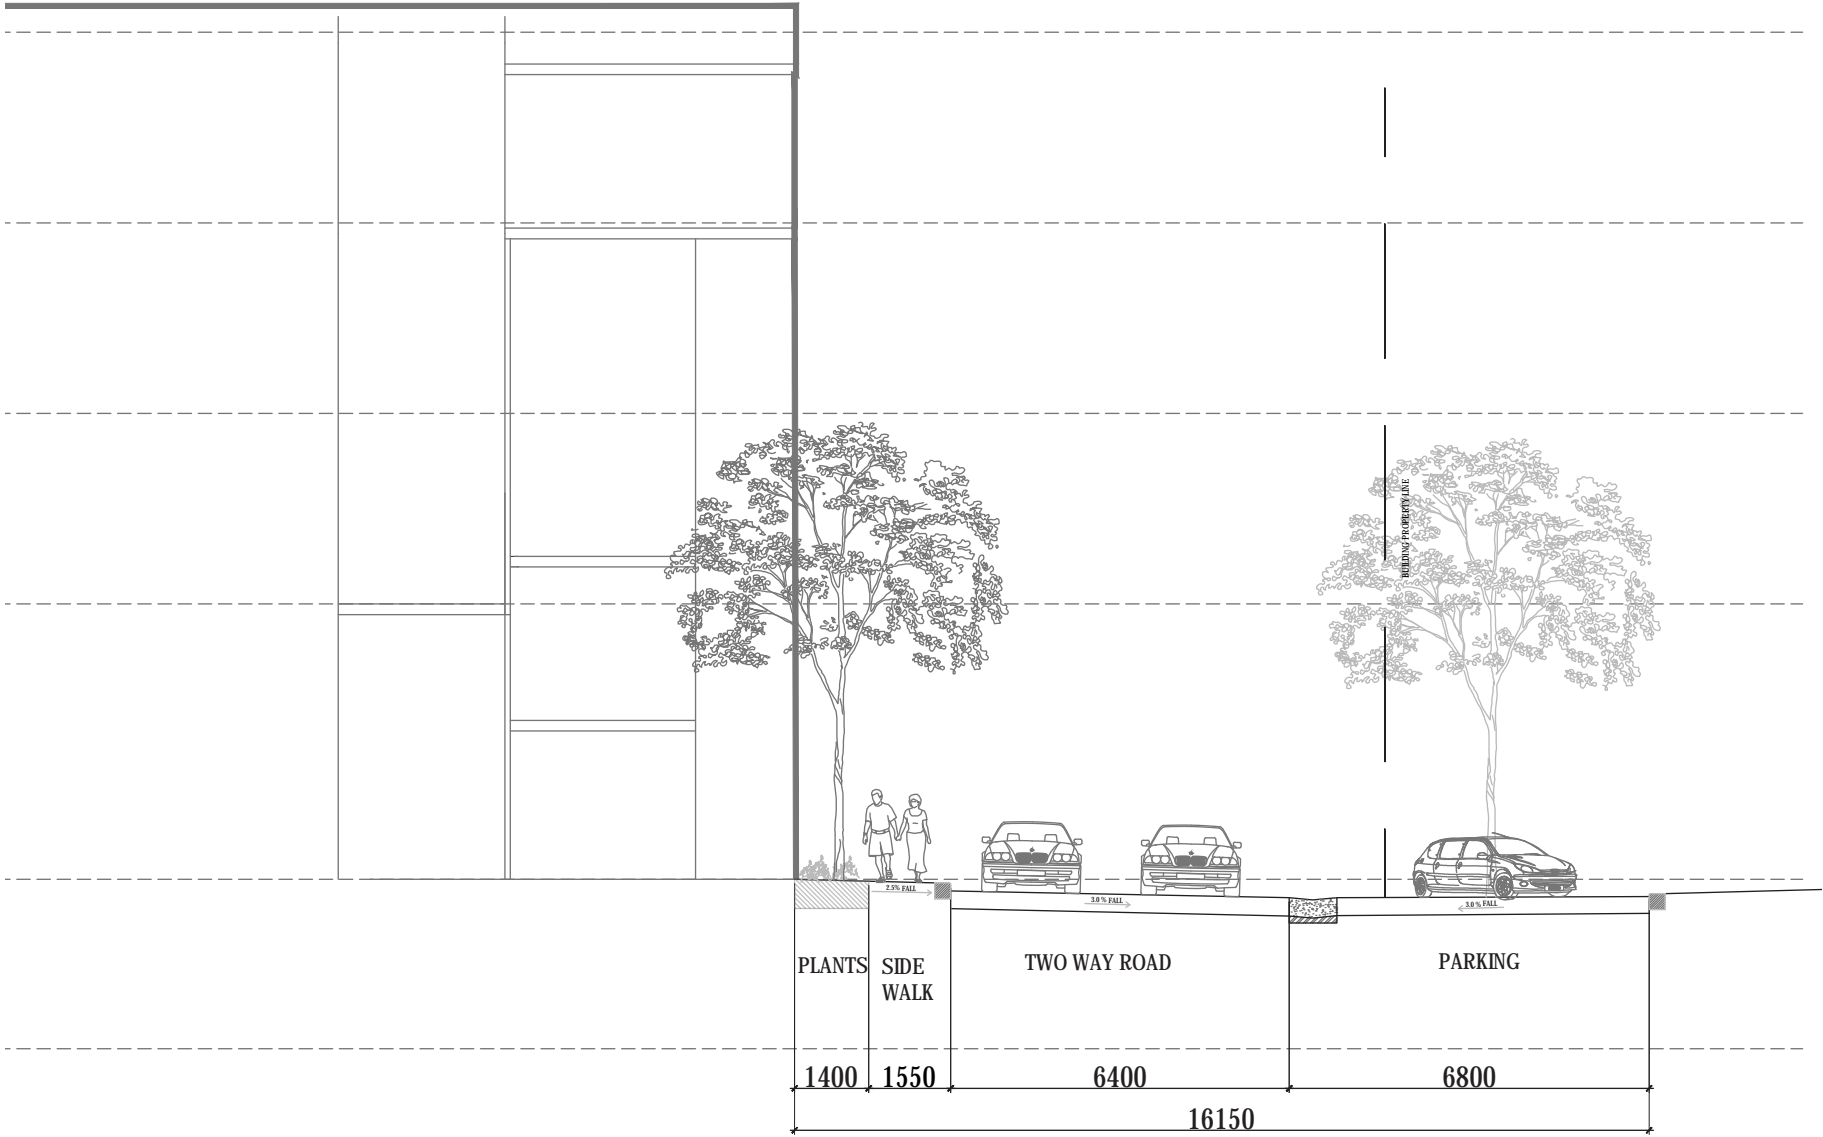 BUILDING PROPERTY LINE
2.5% FALL
3.0 % FALL
3.0 % FALL
PLANTS
SIDE
WALK
TWO WAY ROAD
PARKING
1400
1550
6400
6800
16150